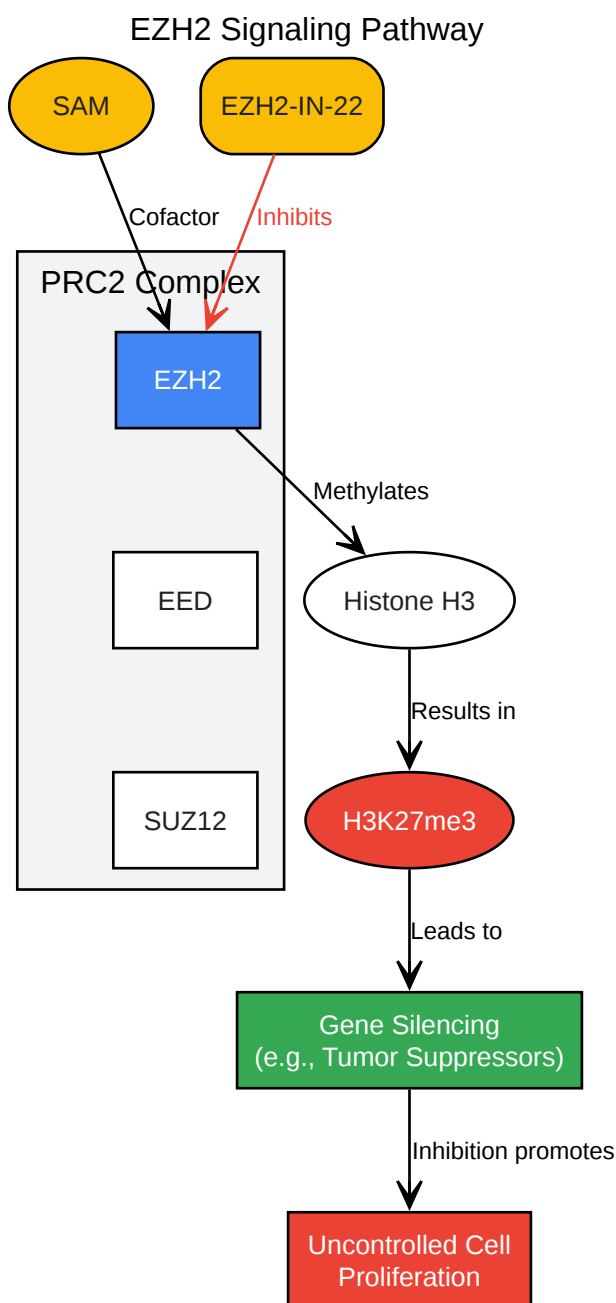 EZH2 Signaling Pathway
SAM
EZH2-IN-22
Cofactor
Inhibits
PRC2 Complex
EZH2
Methylates
EED
Histone H3
Results in
SUZ12
H3K27me3
Leads to
Gene Silencing
(e.g., Tumor Suppressors)
Inhibition promotes
Uncontrolled Cell
Proliferation